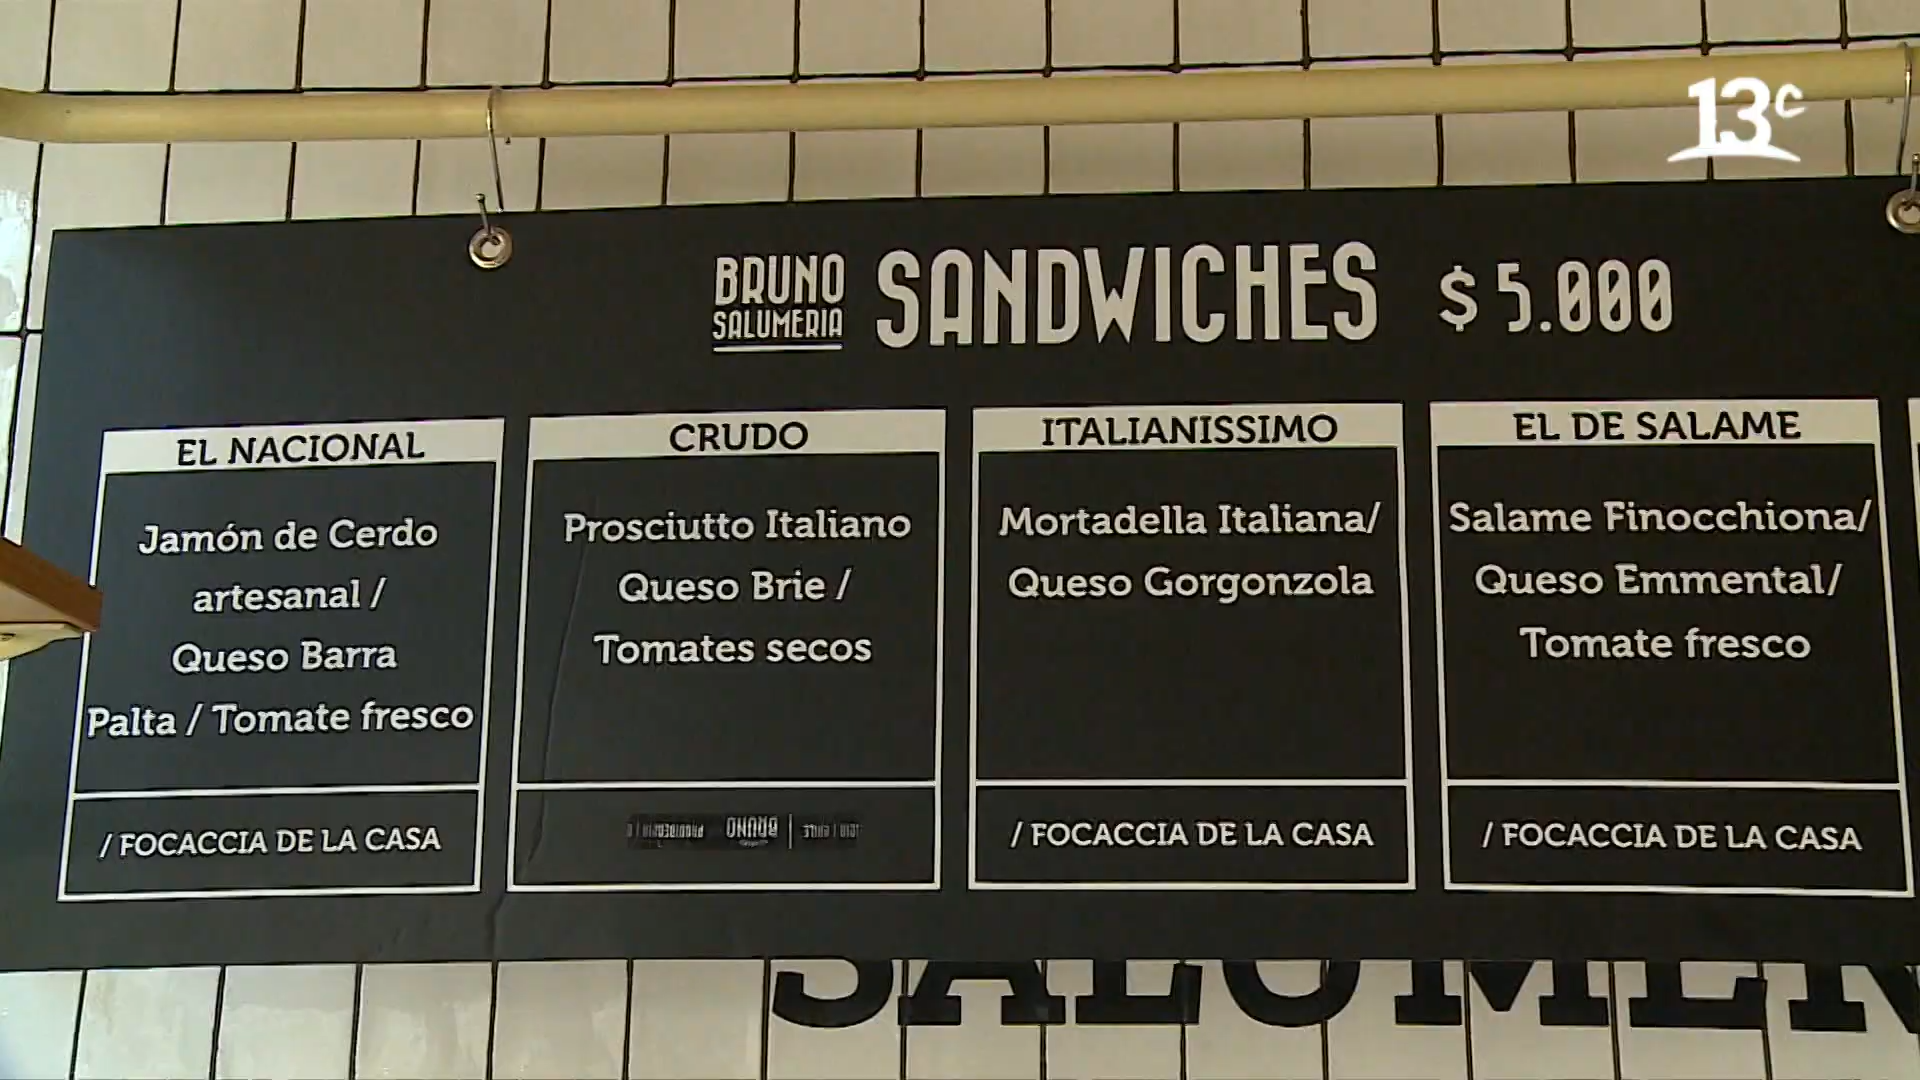 13c
BRUNO
SALUMERIA
SANDWICHES $ 5.000
EL NACIONAL
Jamón de Cerdo
artesanal /
Queso Barra
Palta / Tomate fresco
/ FOCACCIA DE LA CASA
CRUDO
Prosciutto Italiano
Queso Brie /
Tomates secos
BRUNO
ITALIANISSIMO
Mortadella Italiana/
Queso Gorgonzola
/ FOCACCIA DE LA CASA
EL DE SALAME
Salame Finocchiona/
Queso Emmental/
Tomate fresco
/ FOCACCIA DE LA CASA